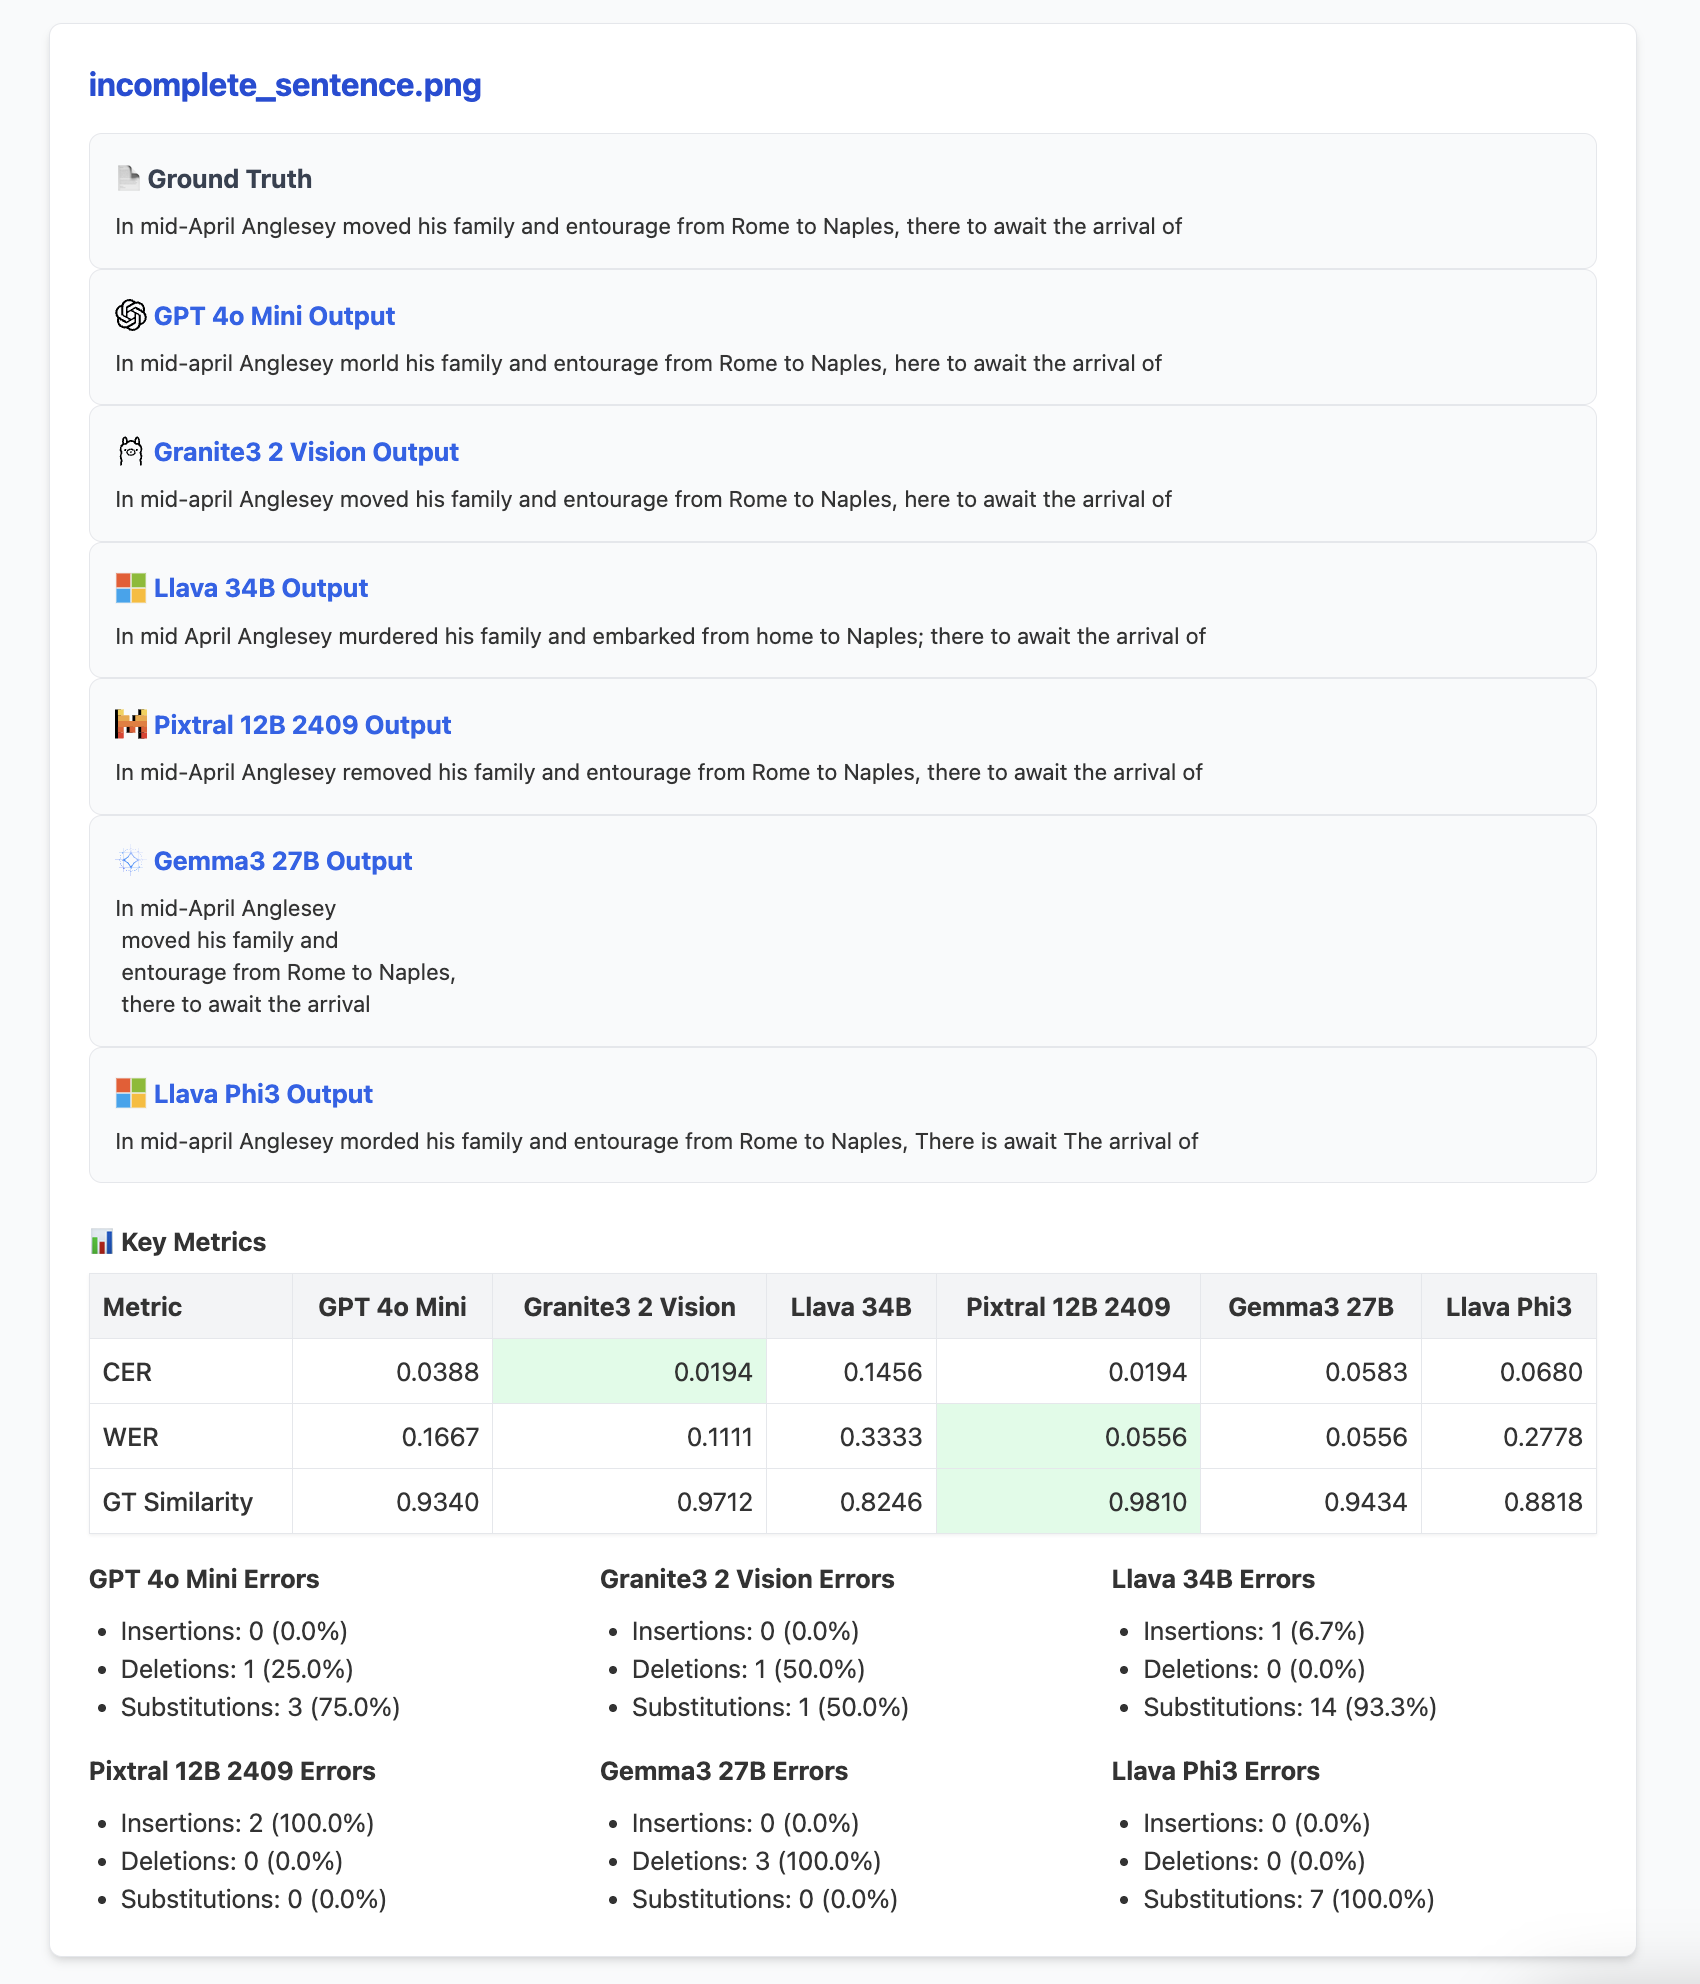 incomplete_sentence.png
Ground Truth
In mid-April Anglesey moved his family and entourage from Rome to Naples, there to await the arrival of
GPT 4o Mini Output
In mid-april Anglesey morld his family and entourage from Rome to Naples, here to await the arrival of
Granite3 2 Vision Output
In mid-april Anglesey moved his family and entourage from Rome to Naples, here to await the arrival of
Llava 34B Output
In mid April Anglesey murdered his family and embarked from home to Naples; there to await the arrival of
Pixtral 12B 2409 Output
In mid-April Anglesey removed his family and entourage from Rome to Naples, there to await the arrival of
Gemma3 27B Output
In mid-April Anglesey
moved his family and
entourage from Rome to Naples,
there to await the arrival
Llava Phi3 Output
In mid-april Anglesey morded his family and entourage from Rome to Naples, There is await The arrival of
Key Metrics
Metric GPT 4o Mini Granite3 2 Vision Llava 34B Pixtral 12B 2409 Gemma3 27B Llava Phi3
CER 0.0388 0.0194 0.1456 0.0194 0.0583 0.0680
WER 0.1667 0.1111 0.3333 0.0556 0.0556 0.2778
GT Similarity 0.9340 0.9712 0.8246 0.9810 0.9434 0.8818
GPT 4o Mini Errors
• Insertions: 0 (0.0%)
• Deletions: 1 (25.0%)
• Substitutions: 3 (75.0%)
Granite3 2 Vision Errors
• Insertions: 0 (0.0%)
• Deletions: 1 (50.0%)
• Substitutions: 1 (50.0%)
Llava 34B Errors
• Insertions: 1 (6.7%)
• Deletions: 0 (0.0%)
• Substitutions: 14 (93.3%)
Pixtral 12B 2409 Errors
• Insertions: 2 (100.0%)
• Deletions: 0 (0.0%)
• Substitutions: 0 (0.0%)
Gemma3 27B Errors
• Insertions: 0 (0.0%)
• Deletions: 3 (100.0%)
• Substitutions: 0 (0.0%)
Llava Phi3 Errors
• Insertions: 0 (0.0%)
• Deletions: 0 (0.0%)
• Substitutions: 7 (100.0%)